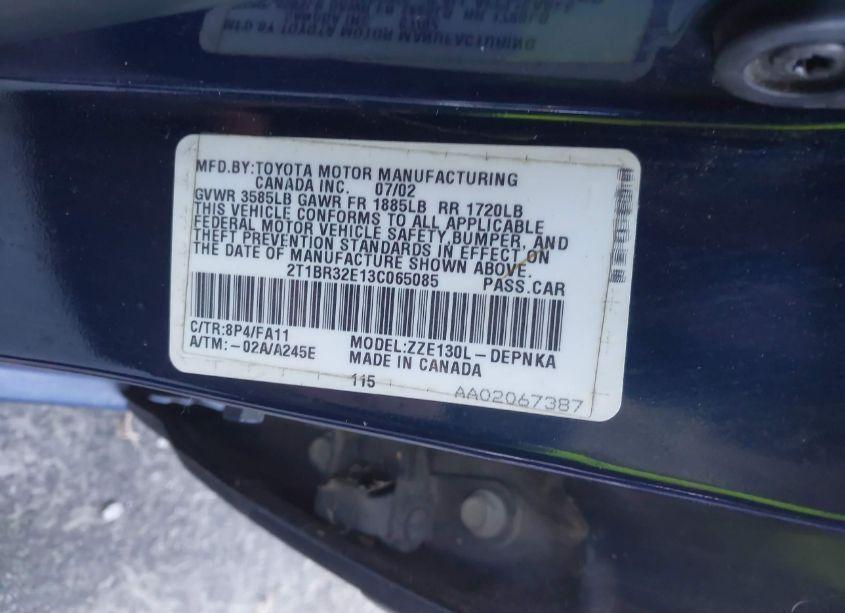 MFD.BY:TOYOTA MOTOR MANUFACTURING
CANADA INC. 07/02
GVWR 3585LB GAWR FR 1885LB RR 1720LB
THIS VEHICLE CONFORMS TO ALL APPLICABLE
FEDERAL MOTOR VEHICLE SAFETY,BUMPER, AND
THEFT PREVENTION STANDARDS IN EFFECT ON
THE DATE OF MANUFACTURE SHOWN ABOVE.
2T1BR32E13C065085 PASS.CAR
C/TR:8P4/FA11 MODEL:ZZE130L-DEPNKA
A/TM:-02A/A245E MADE IN CANADA
115 AA02067387